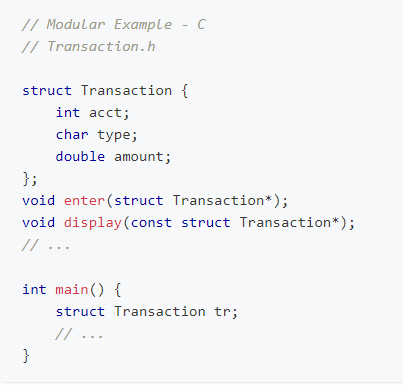 // Modular Example - C
// Transaction.h
struct Transaction {
int acct;
char type;
double amount;
};
void enter(struct Transaction*);
void display(const struct Transaction*);
// ...
int main() {
struct Transaction tr;
// ...
}